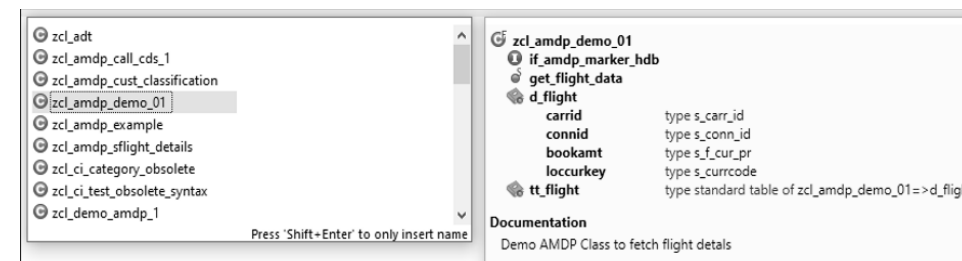 zcl_adt
zcl_amdp_call_cds_1
zcl_amdp_cust_classification
zcl_amdp_demo_01
zcl_amdp_example
zcl_amdp_sflight_details
zcl_ci_category_obsolete
zcl_ci_test_obsolete_syntax
zcl_demo_amdp_1
Press 'Shift+Enter' to only insert name
zcl_amdp_demo_01
if_amdp_marker_hdb
get_flight_data
d_flight
carrid type s_carr_id
connid type s_conn_id
bookamt type s_f_cur_pr
loccurkey type s_currcode
tt_flight type standard table of zcl_amdp_demo_01=>d_flig
Documentation
Demo AMDP Class to fetch flight detals